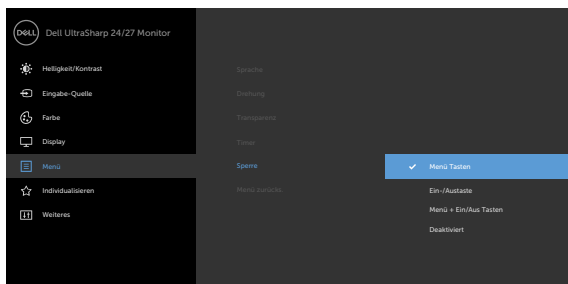 DELL
Dell UltraSharp 24/27 Monitor
Helligkeit/Kontrast
Eingabe-Quelle
Farbe
Display
Menü
Individualisieren
Weiteres
Sprache
Drehung
Transparenz
Timer
Sperre
Menü zurücks.
Menü Tasten
Ein-/Austaste
Menü + Ein/Aus Tasten
Deaktiviert